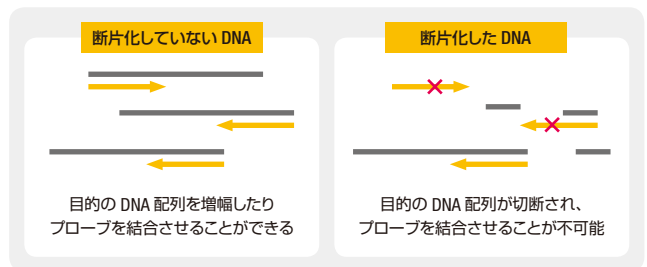 断片化していない DNA
目的の DNA 配列を増幅したり
プローブを結合させることができる
断片化した DNA
目的の DNA 配列が切断され、
プローブを結合させることが不可能